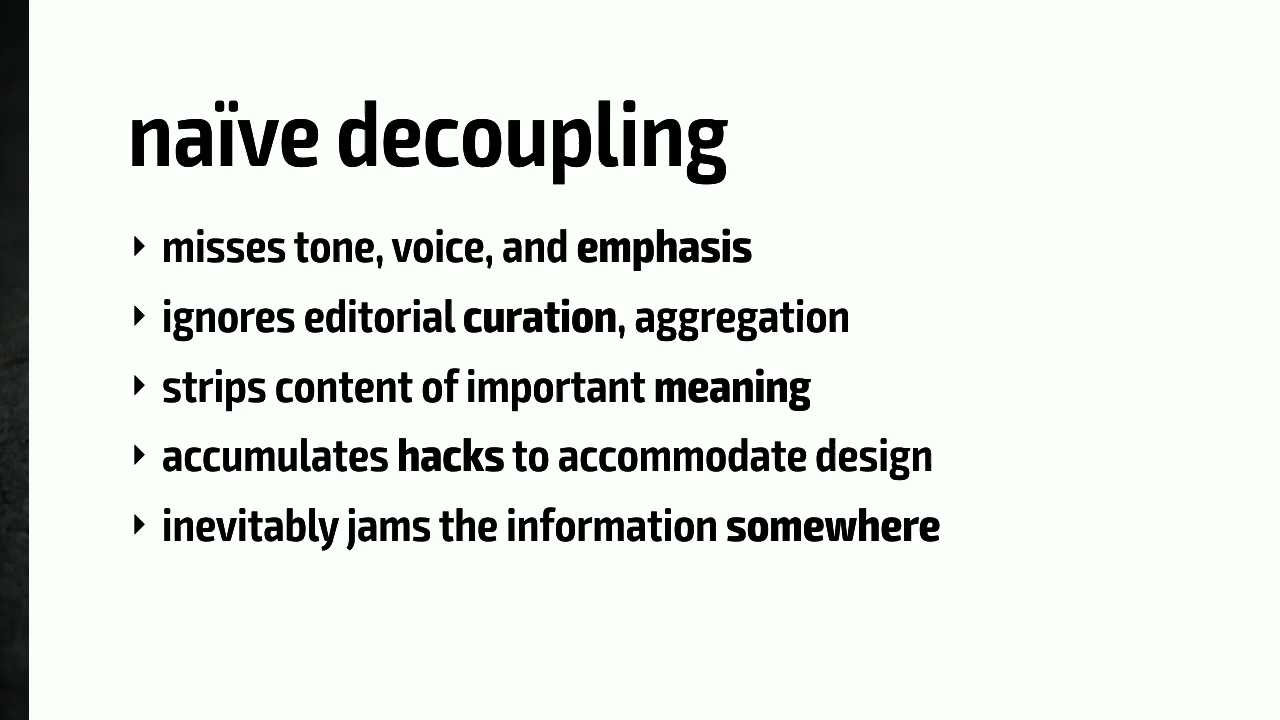 naïve decoupling
‣ misses tone, voice, and emphasis
‣ ignores editorial curation, aggregation
‣ strips content of important meaning
‣ accumulates hacks to accommodate design
‣ inevitably jams the information somewhere